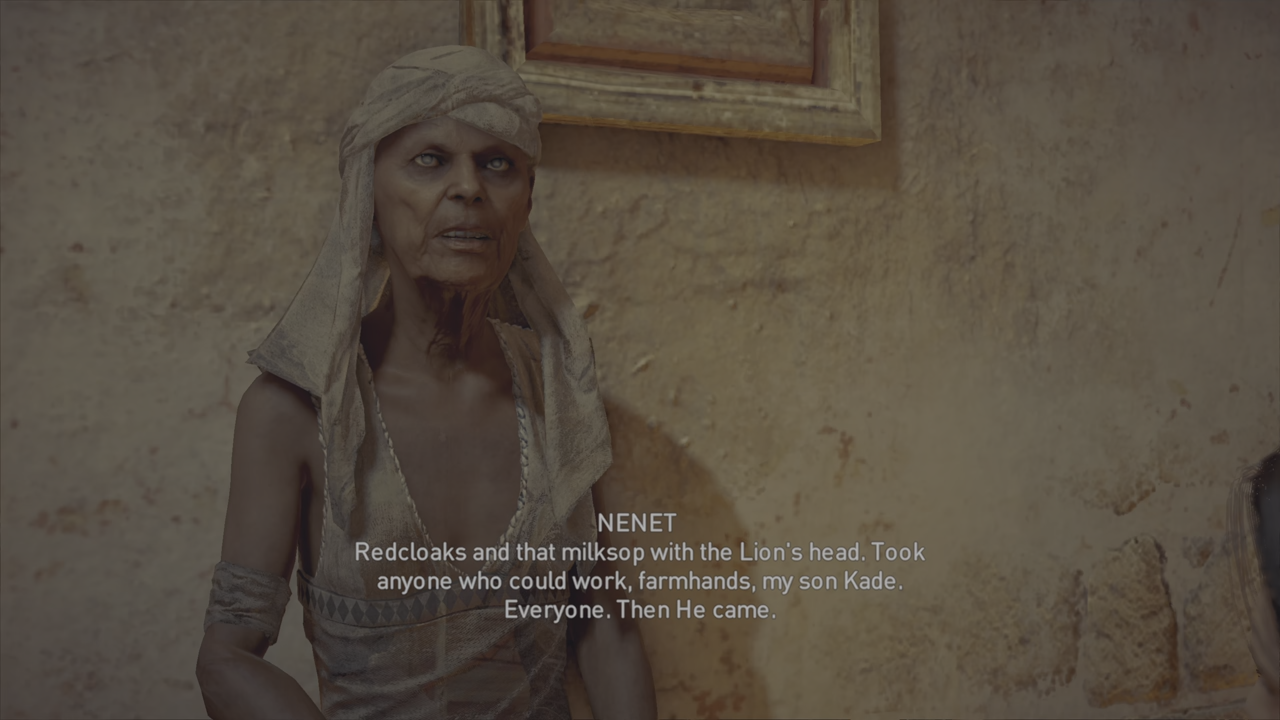 NENET
Redcloaks and that milksop with the Lion's head. Took
anyone who could work, farmhands, my son Kade.
Everyone. Then He came.